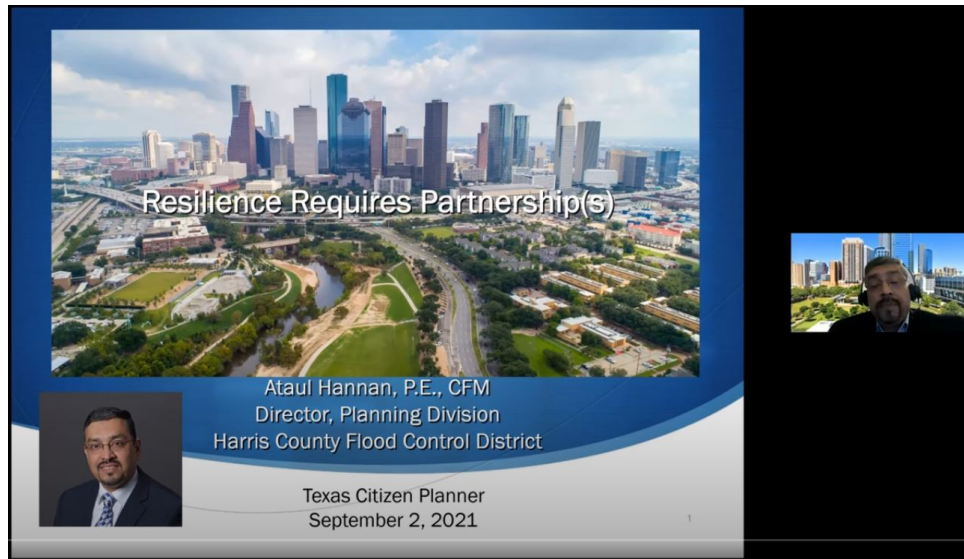 Resilience Requires Partnership(s)
Ataul Hannan, P.E., CFM
Director, Planning Division
Harris County Flood Control District
Texas Citizen Planner
September 2, 2021
1